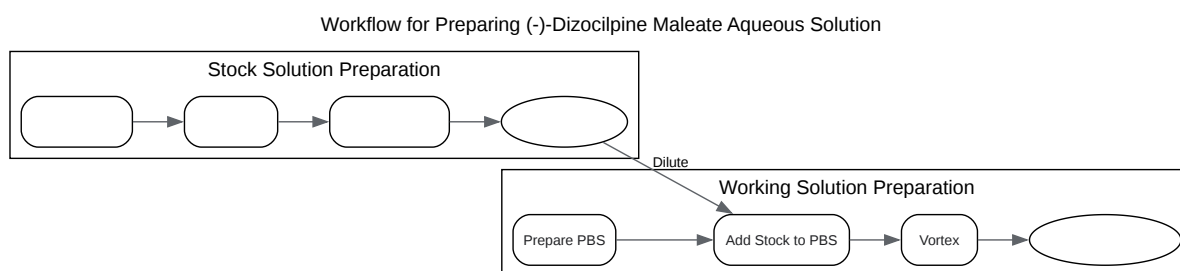 Workflow for Preparing (-)-Dizocilpine Maleate Aqueous Solution
Stock Solution Preparation
Dilute
Working Solution Preparation
Prepare PBS
Add Stock to PBS
Vortex